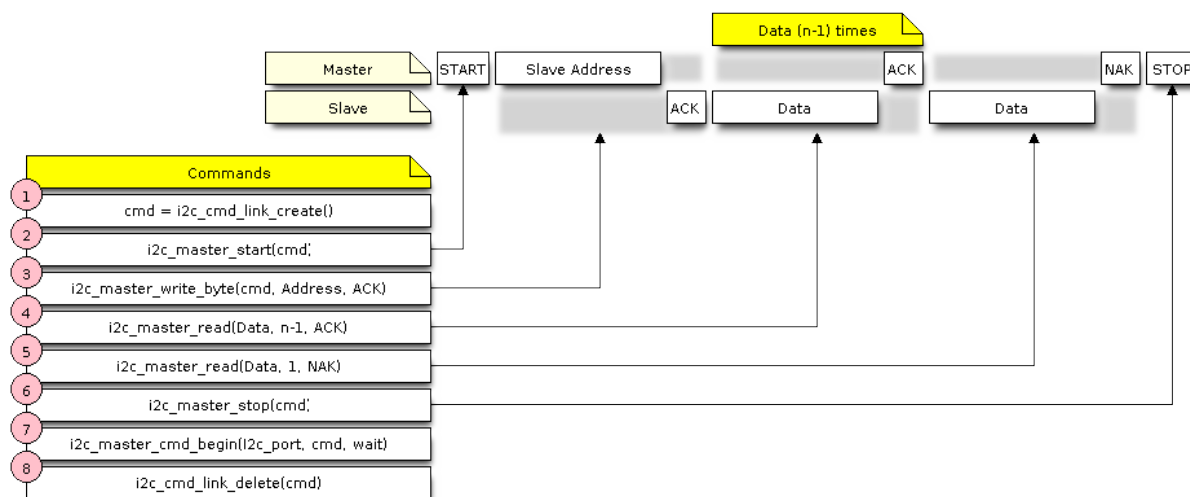 Data (n-1) times
Master START Slave Address ACK NAK STOP
Slave ACK Data Data
Commands
1
cmd = i2c_cmd_link_create()
2
i2c_master_start(cmd;
3
i2c_master_write_byte(cmd, Address, ACK)
4
i2c_master_read(Data, n-1, ACK)
5
i2c_master_read(Data, 1, NAK)
6
i2c_master_stop(cmd;
7
i2c_master_cmd_begin(I2c_port, cmd, wait)
8
i2c_cmd_link_delete(cmd)